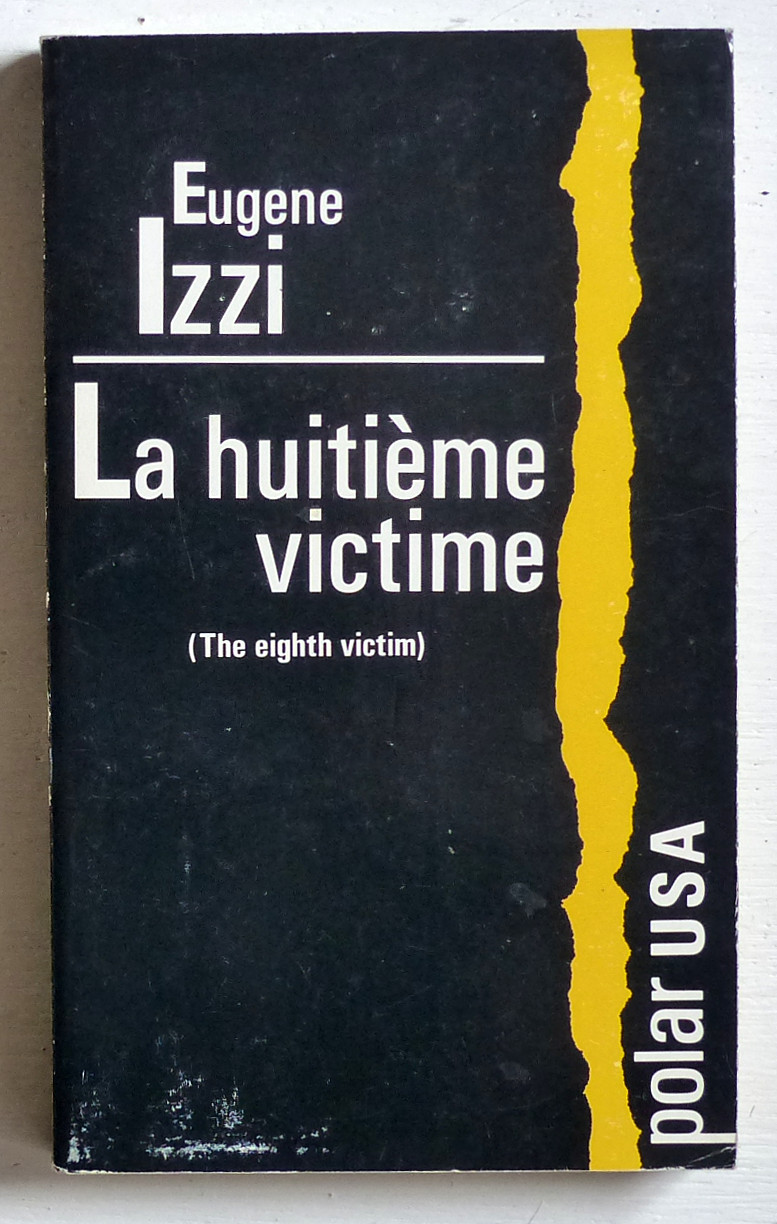 Eugene
Izzi
La huitième
victime
(The eighth victim)
polar USA